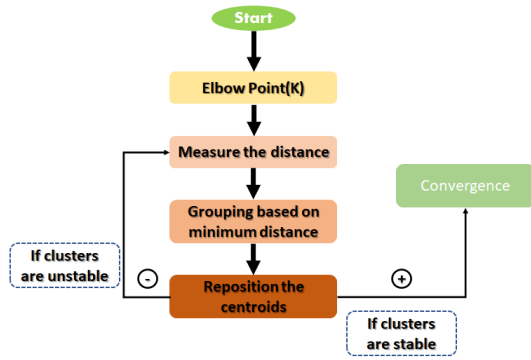 Start
Elbow Point(K)
Measure the distance
Convergence
Grouping based on
minimum distance
If clusters
are unstable
-
Reposition the
centroids
+
If clusters
are stable